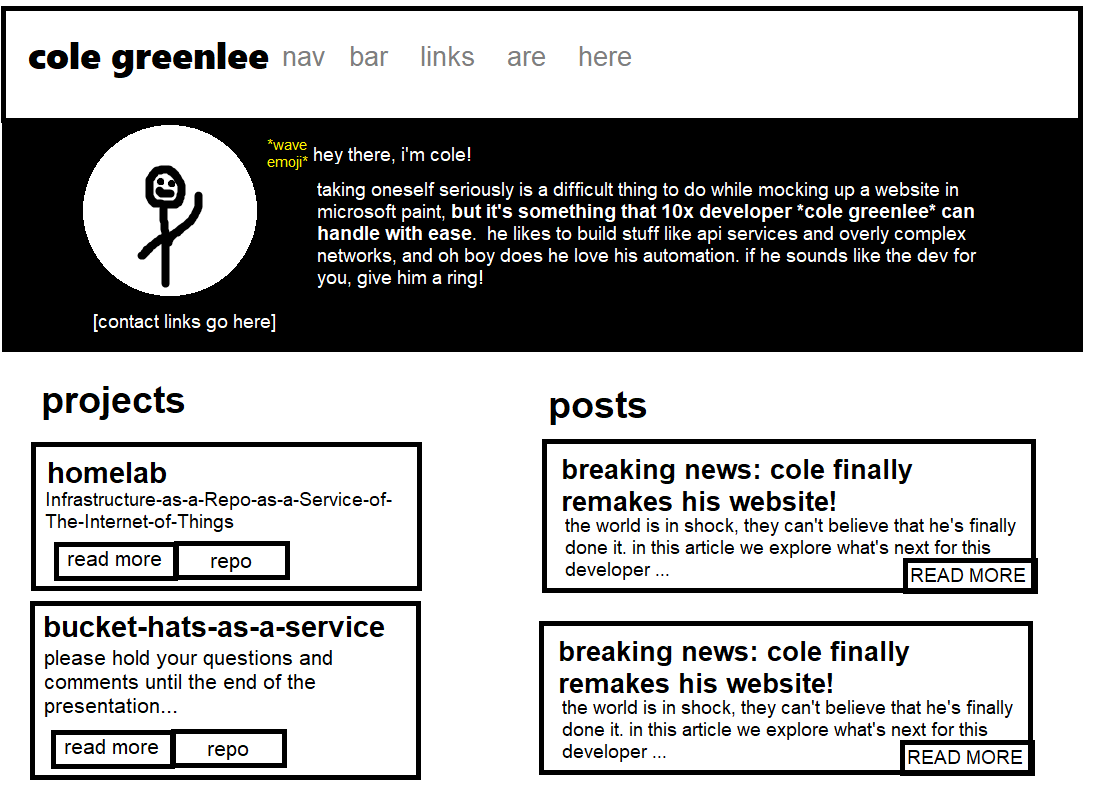 cole greenlee nav bar links are here
*wave
emoji*
hey there, i'm cole!
taking oneself seriously is a difficult thing to do while mocking up a website in
microsoft paint, but it's something that 10x developer *cole greenlee* can
handle with ease.  he likes to build stuff like api services and overly complex
networks, and oh boy does he love his automation. if he sounds like the dev for
you, give him a ring!
[contact links go here]
projects
homelab
Infrastructure-as-a-Repo-as-a-Service-of-
The-Internet-of-Things
read more
repo
bucket-hats-as-a-service
please hold your questions and
comments until the end of the
presentation...
read more
repo
posts
breaking news: cole finally
remakes his website!
the world is in shock, they can't believe that he's finally
done it. in this article we explore what's next for this
developer ...
READ MORE
breaking news: cole finally
remakes his website!
the world is in shock, they can't believe that he's finally
done it. in this article we explore what's next for this
developer ...
READ MORE